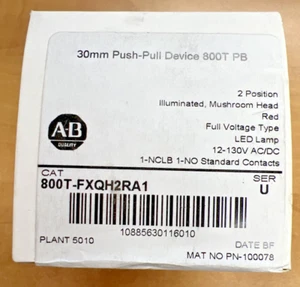 30mm Push-Pull Device 800T PB
2 Position
Illuminated, Mushroom Head
Red
Full Voltage Type
LED Lamp
12-130V AC/DC
1-NCLB 1-NO Standard Contacts
A-B
QUALITY
CAT
800T-FXQH2RA1
SER
U
10885630116010
PLANT 5010
DATE BF
MAT NO PN-100078